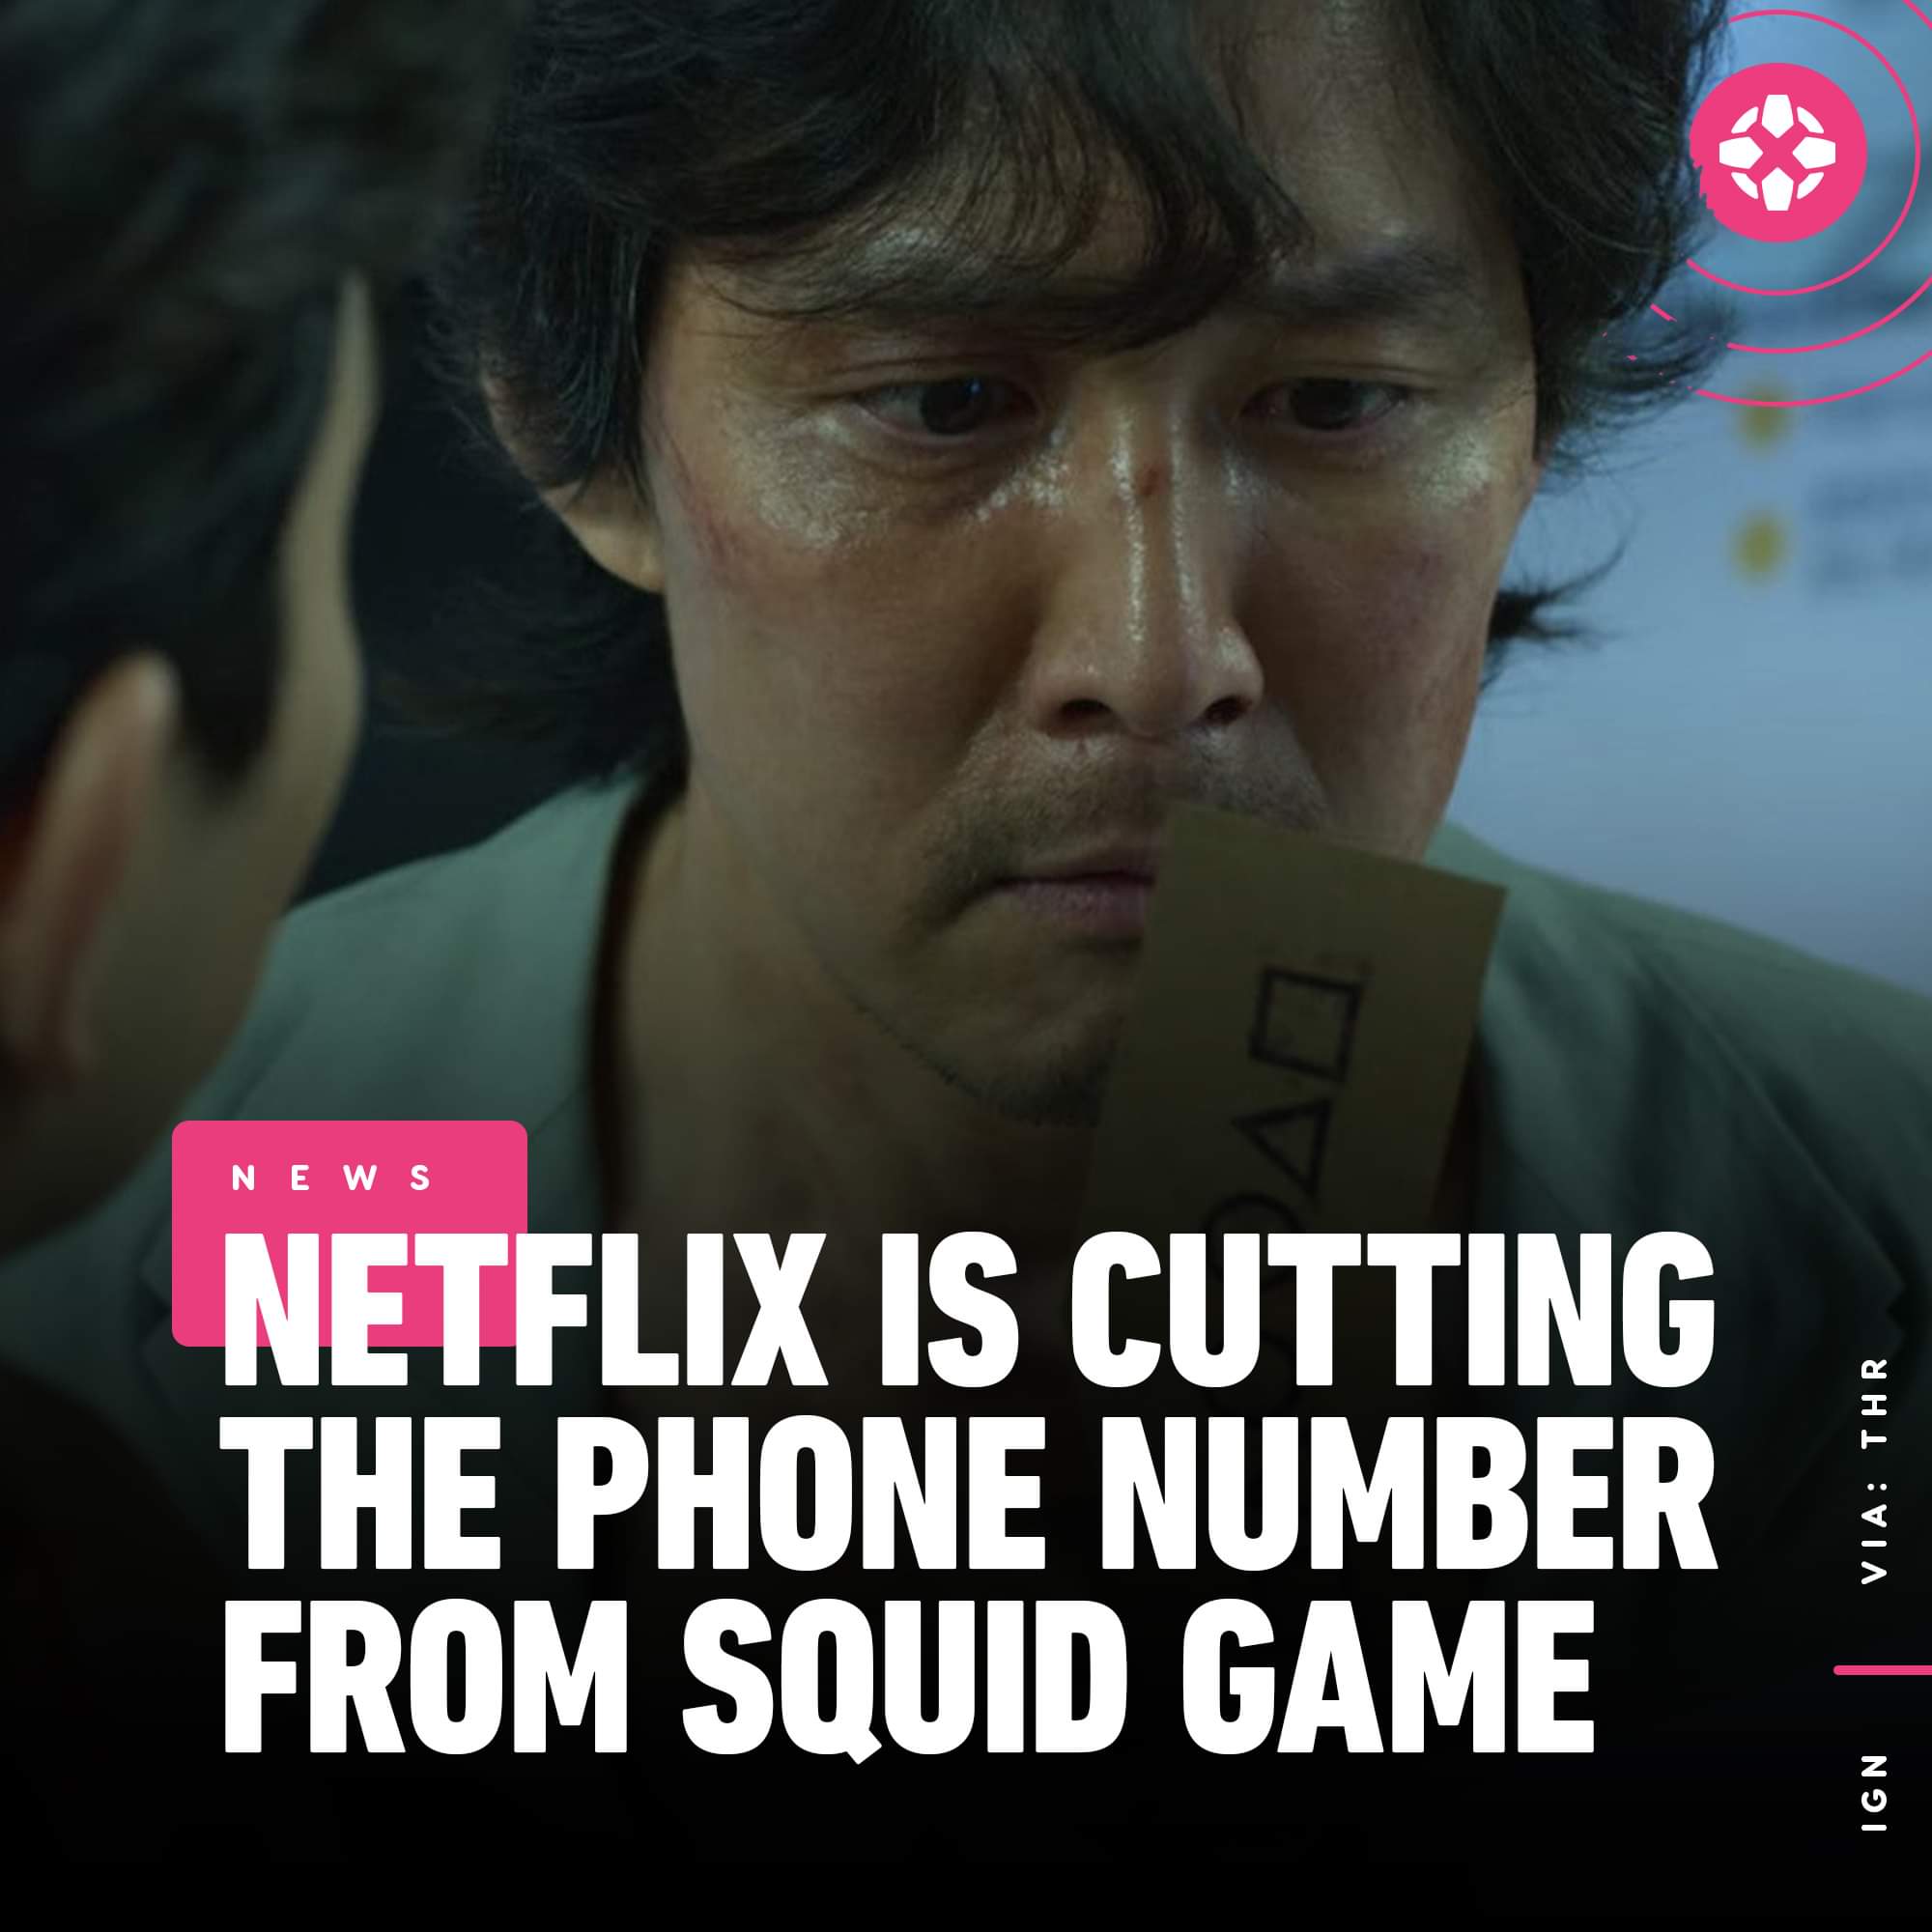 NEWS
NETFLIX IS CUTTING
THE PHONE NUMBER
FROM SQUID GAME
IGN
VIA: THR